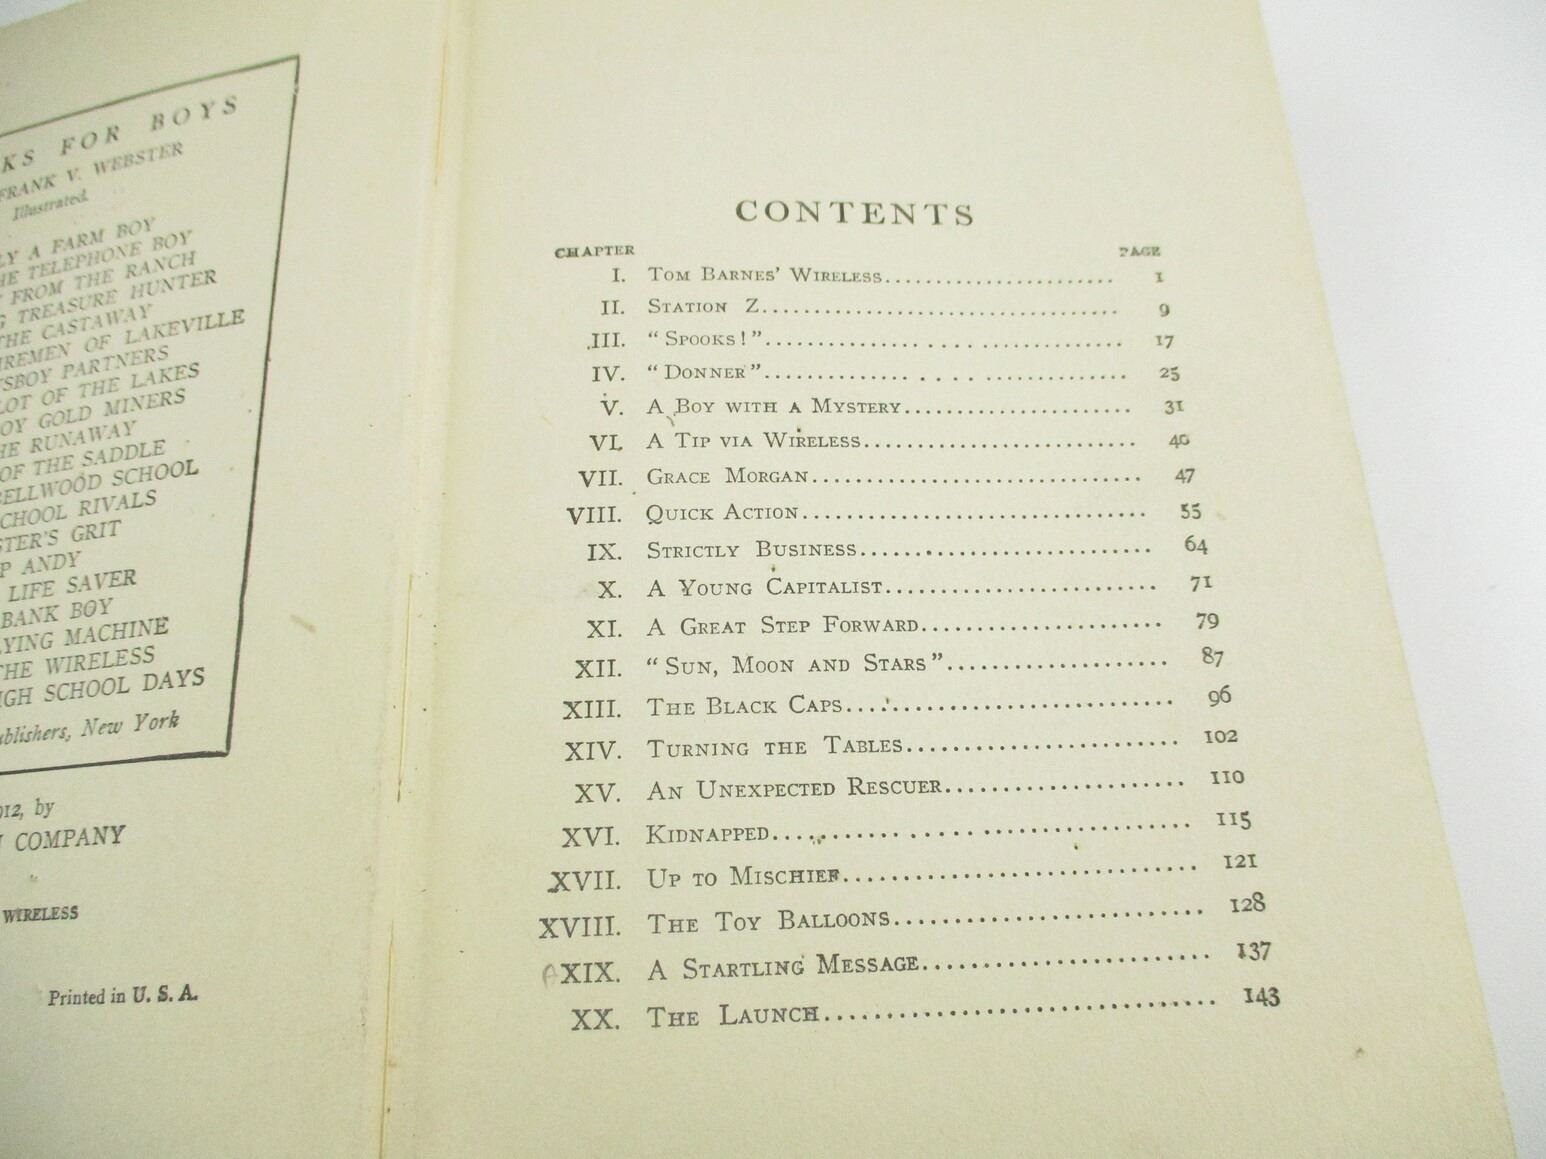 KS FOR BOYS
FRANK V. WEBSTER
Illustrated.
LY A FARM BOY
HE TELEPHONE BOY
FROM THE RANCH
G TREASURE HUNTER
THE CASTAWAY
IREMEN OF LAKEVILLE
SBOY PARTNERS
LOT OF THE LAKES
OY GOLD MINERS
HE RUNAWAY
OF THE SADDLE
BELLWOOD SCHOOL
CHOOL RIVALS
STER'S GRIT
P ANDY
LIFE SAVER
BANK BOY
LYING MACHINE
THE WIRELESS
IGH SCHOOL DAYS
ublishers, New York
912, by
COMPANY
WIRELESS
Printed in U. S. A.
CONTENTS
CHAPTER PAGE
I. TOM BARNES' WIRELESS 1
II. STATION Z 9
III. "SPOOKS!" 17
IV. "DONNER" 25
V. A BOY WITH A MYSTERY 31
VI. A TIP VIA WIRELESS 40
VII. GRACE MORGAN 47
VIII. QUICK ACTION 55
IX. STRICTLY BUSINESS 64
X. A YOUNG CAPITALIST 71
XI. A GREAT STEP FORWARD 79
XII. "SUN, MOON AND STARS" 87
XIII. THE BLACK CAPS 96
XIV. TURNING THE TABLES 102
XV. AN UNEXPECTED RESCUER 110
XVI. KIDNAPPED 115
XVII. UP TO MISCHIEF 121
XVIII. THE TOY BALLOONS 128
XIX. A STARTLING MESSAGE 137
XX. THE LAUNCH 143